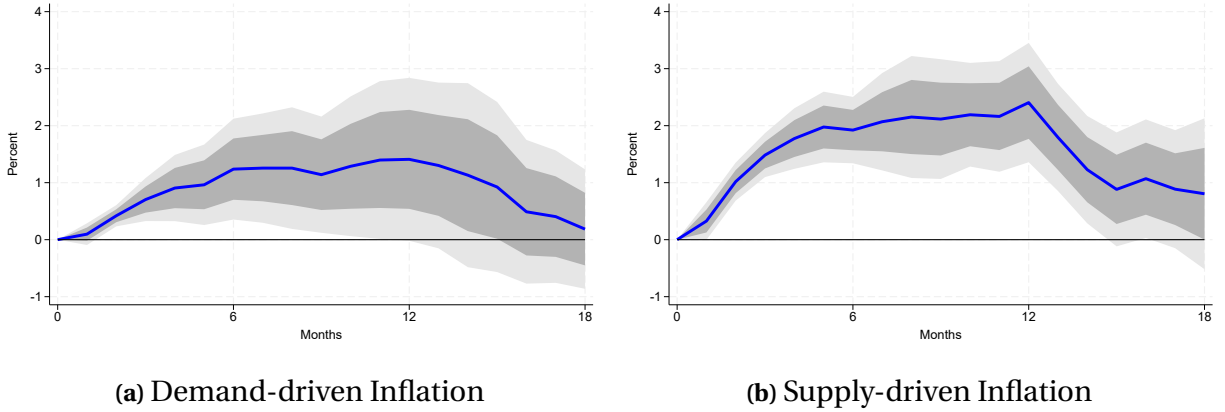 4
3
2
1
0
-1
Percent
0 6 12 18
Months
(a) Demand-driven Inflation
4
3
2
1
0
-1
Percent
0 6 12 18
Months
(b) Supply-driven Inflation